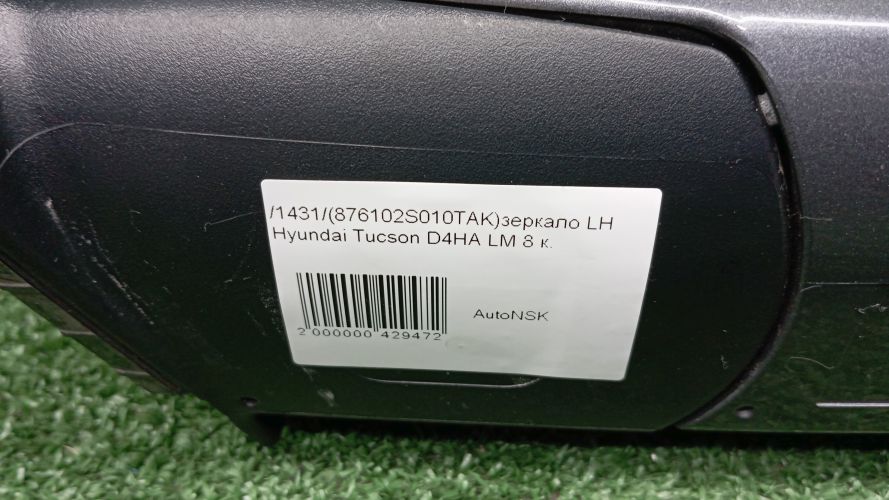 /1431/(876102S010TAK)зеркало LH
Hyundai Tucson D4HA LM 8 к.
AutoNSK
2 000000 429472